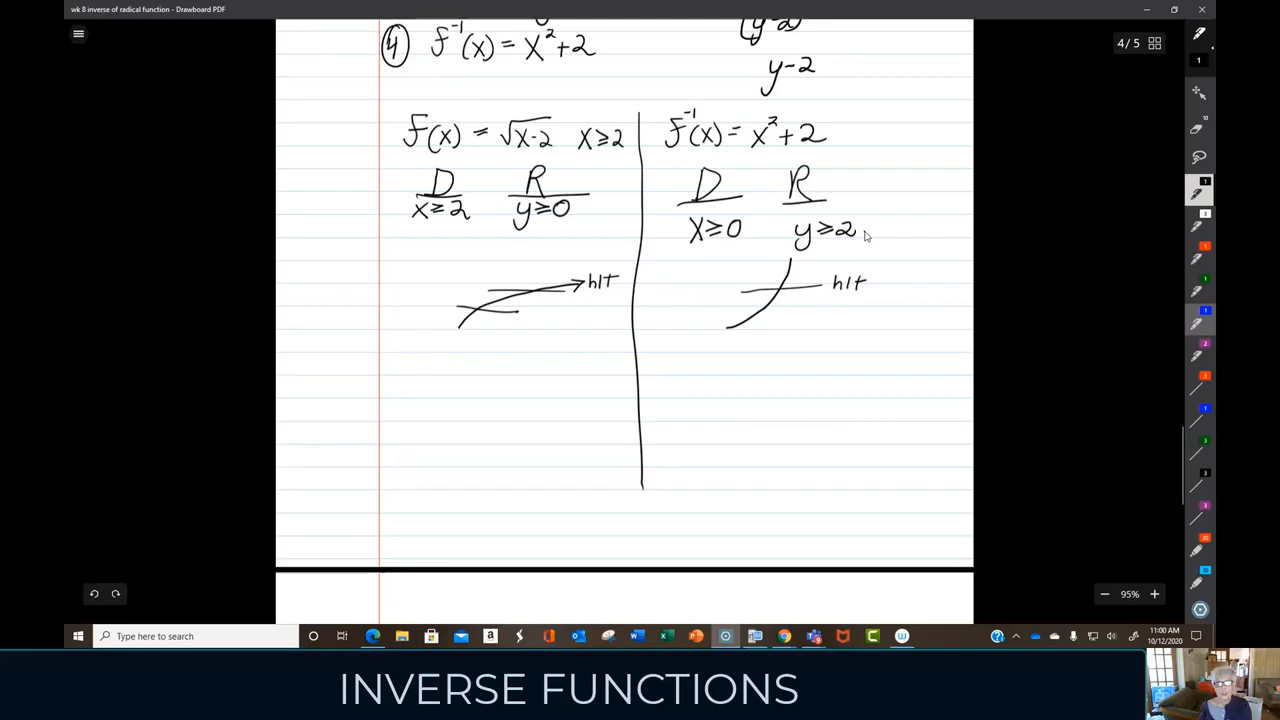 wk 8 inverse of radical function - Drawboard PDF
4 / 5
(y-2)
④ f⁻¹(x) = x²+2
y-2
f(x) = √x-2 x≥2
f⁻¹(x) = x²+2
D R
x≥2 y≥0
D R
x≥0 y≥2
hlt
hlt
95%
Type here to search
11:00 AM
10/12/2020
INVERSE FUNCTIONS